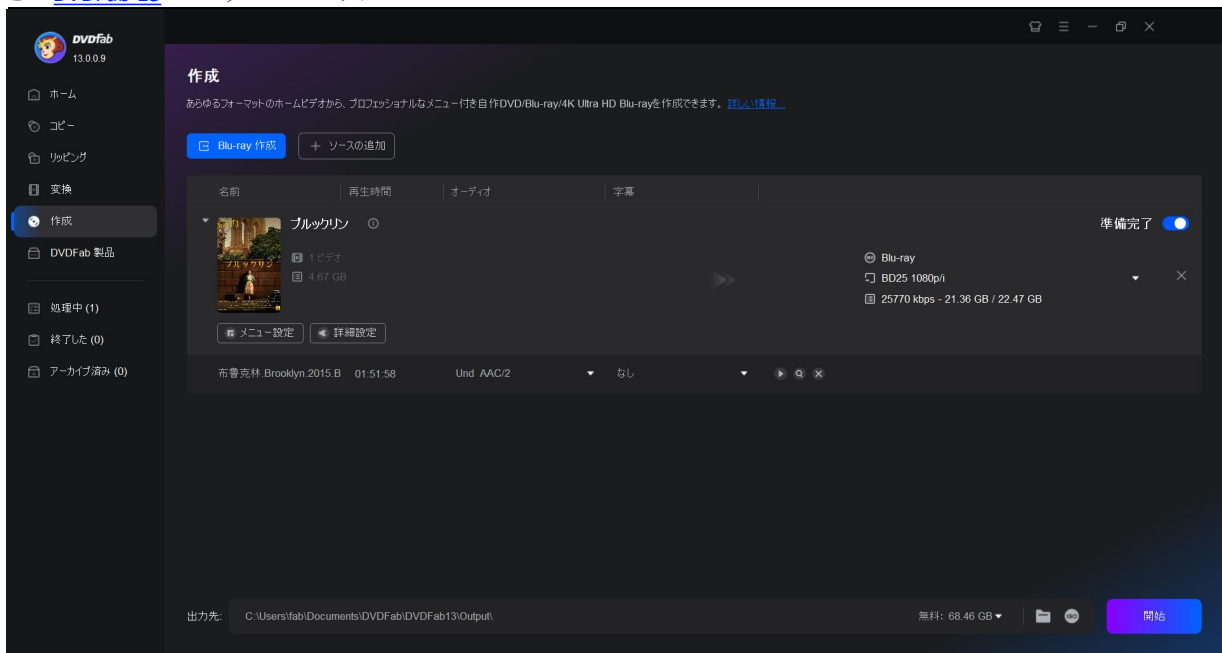 DVDFab
13.0.0.9
ホーム
コピー
リッピング
変換
作成
DVDFab 製品
処理中 (1)
終了した (0)
アーカイブ済み (0)
作成
あらゆるフォーマットのホームビデオから、プロフェッショナルなメニュー付き自作DVD/Blu-ray/4K Ultra HD Blu-rayを作成できます。詳しい情報...
Blu-ray 作成 ソースの追加
名前 再生時間 オーディオ 字幕
ブルックリン 準備完了
1 ビデオ Blu-ray
4.67 GB BD25 1080p/i
25770 kbps - 21.36 GB / 22.47 GB
ブルックリン
メニュー設定 詳細設定
布鲁克林.Brooklyn.2015.B 01:51:58 Und AAC/2 なし
出力先: C:\Users\fab\Documents\DVDFab\DVDFab13\Output\ 無料: 68.46 GB ISO 開始